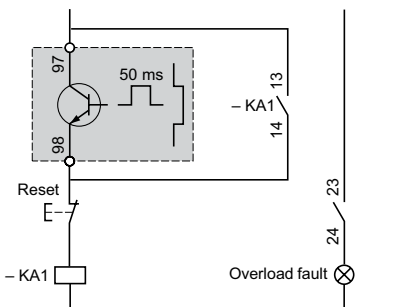 97
50 ms
98
13
– KA1
14
Reset
23
24
– KA1
Overload fault